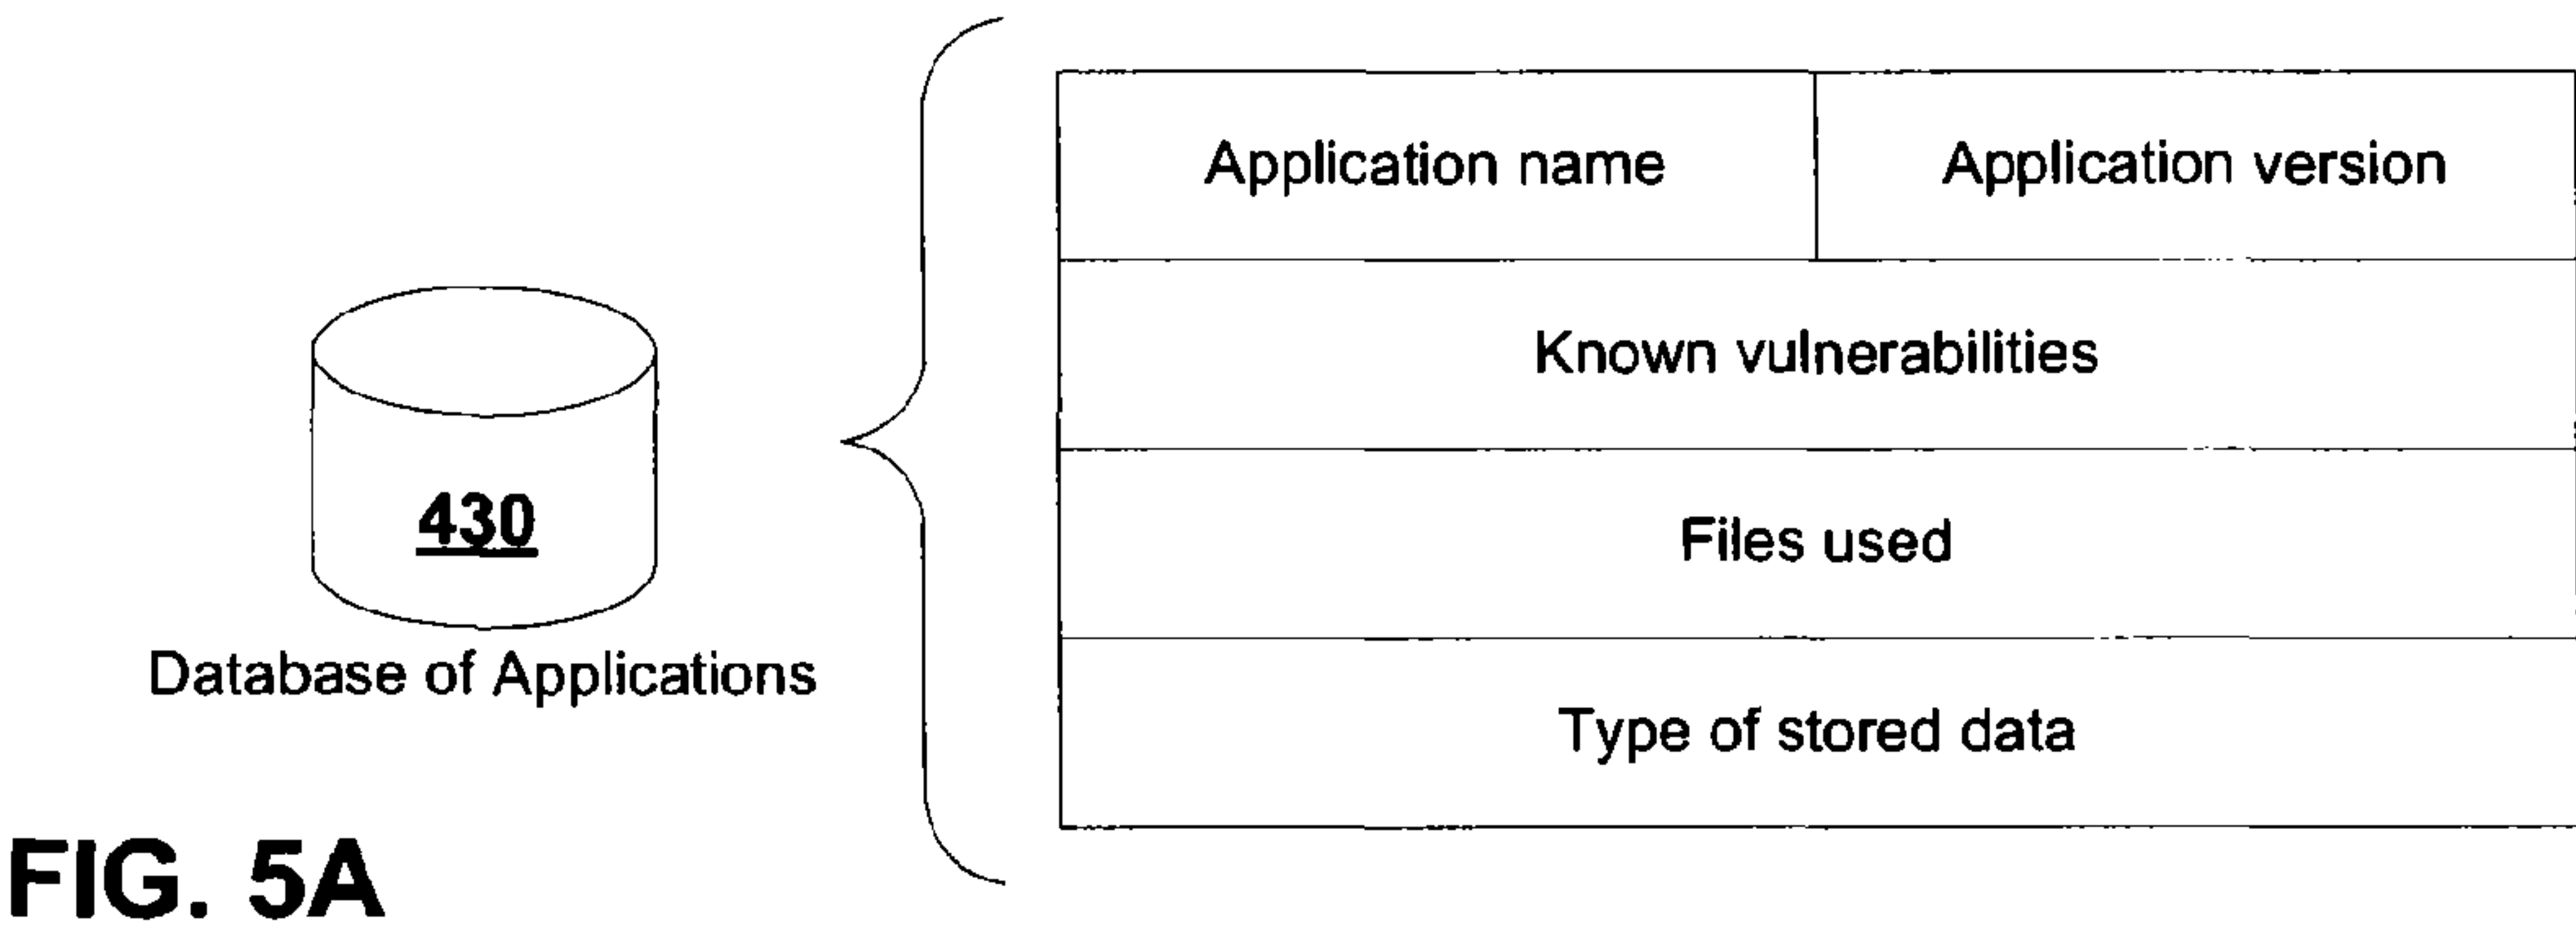 Application name
Application version
Known vulnerabilities
430
Files used
Database of Applications
Type of stored data
FIG. 5A